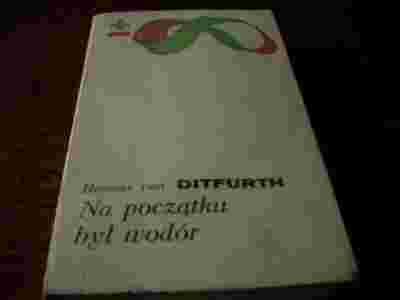 Hoimar von DITFURTH
Na początku
był wodór